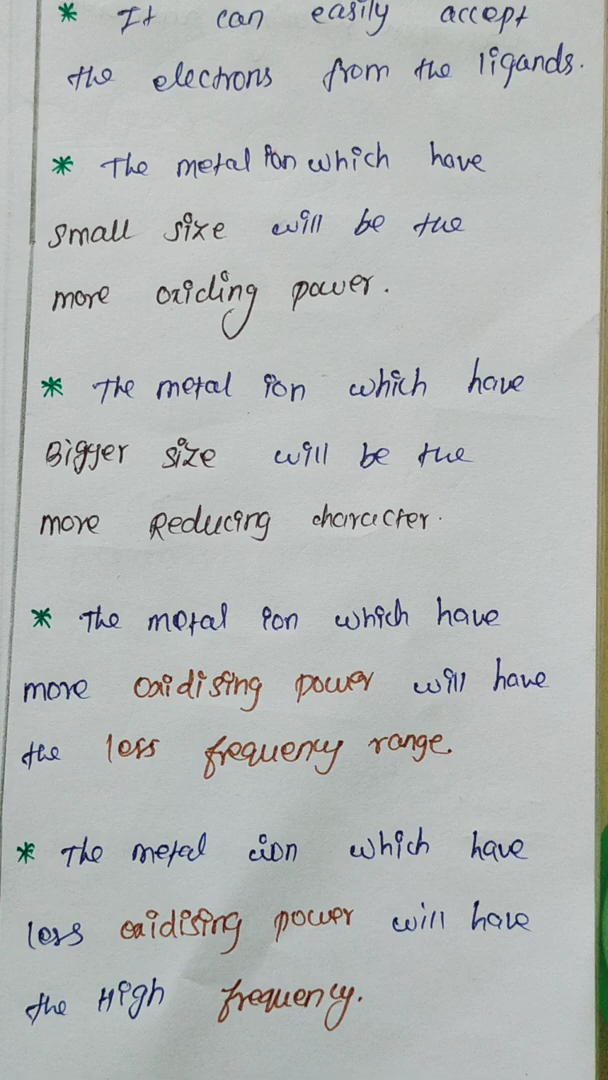 * It can easily accept
the electrons from the ligands.
* The metal ion which have
small size will be the
more oxiding power.
* The metal ion which have
Bigger size will be the
more Reducing character.
* The metal ion which have
more oxidising power will have
the less frequency range.
* The metal ion which have
less oxidising power will have
the High frequency.